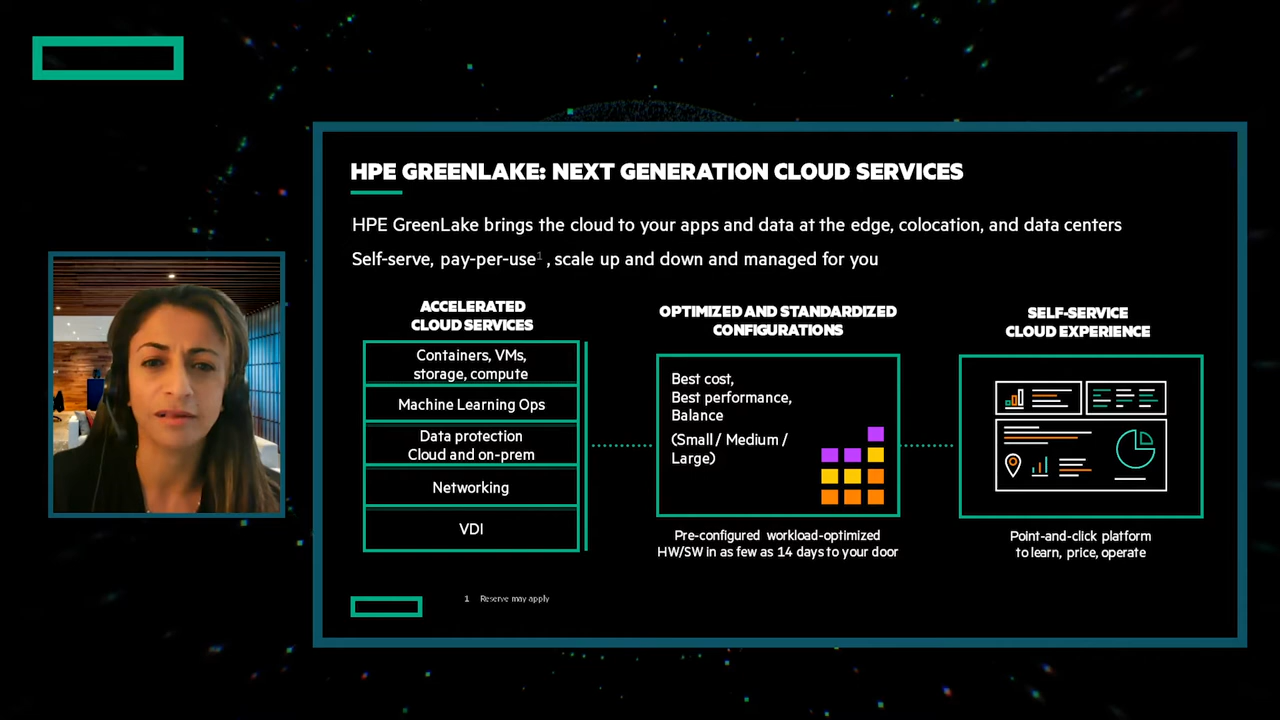 HPE GREENLAKE: NEXT GENERATION CLOUD SERVICES
HPE GreenLake brings the cloud to your apps and data at the edge, colocation, and data centers
Self-serve, pay-per-use1 , scale up and down and managed for you
ACCELERATED
CLOUD SERVICES
Containers, VMs,
storage, compute
Machine Learning Ops
Data protection
Cloud and on-prem
Networking
VDI
OPTIMIZED AND STANDARDIZED
CONFIGURATIONS
Best cost,
Best performance,
Balance
(Small / Medium /
Large)
Pre-configured workload-optimized
HW/SW in as few as 14 days to your door
SELF-SERVICE
CLOUD EXPERIENCE
Point-and-click platform
to learn, price, operate
1 Reserve may apply